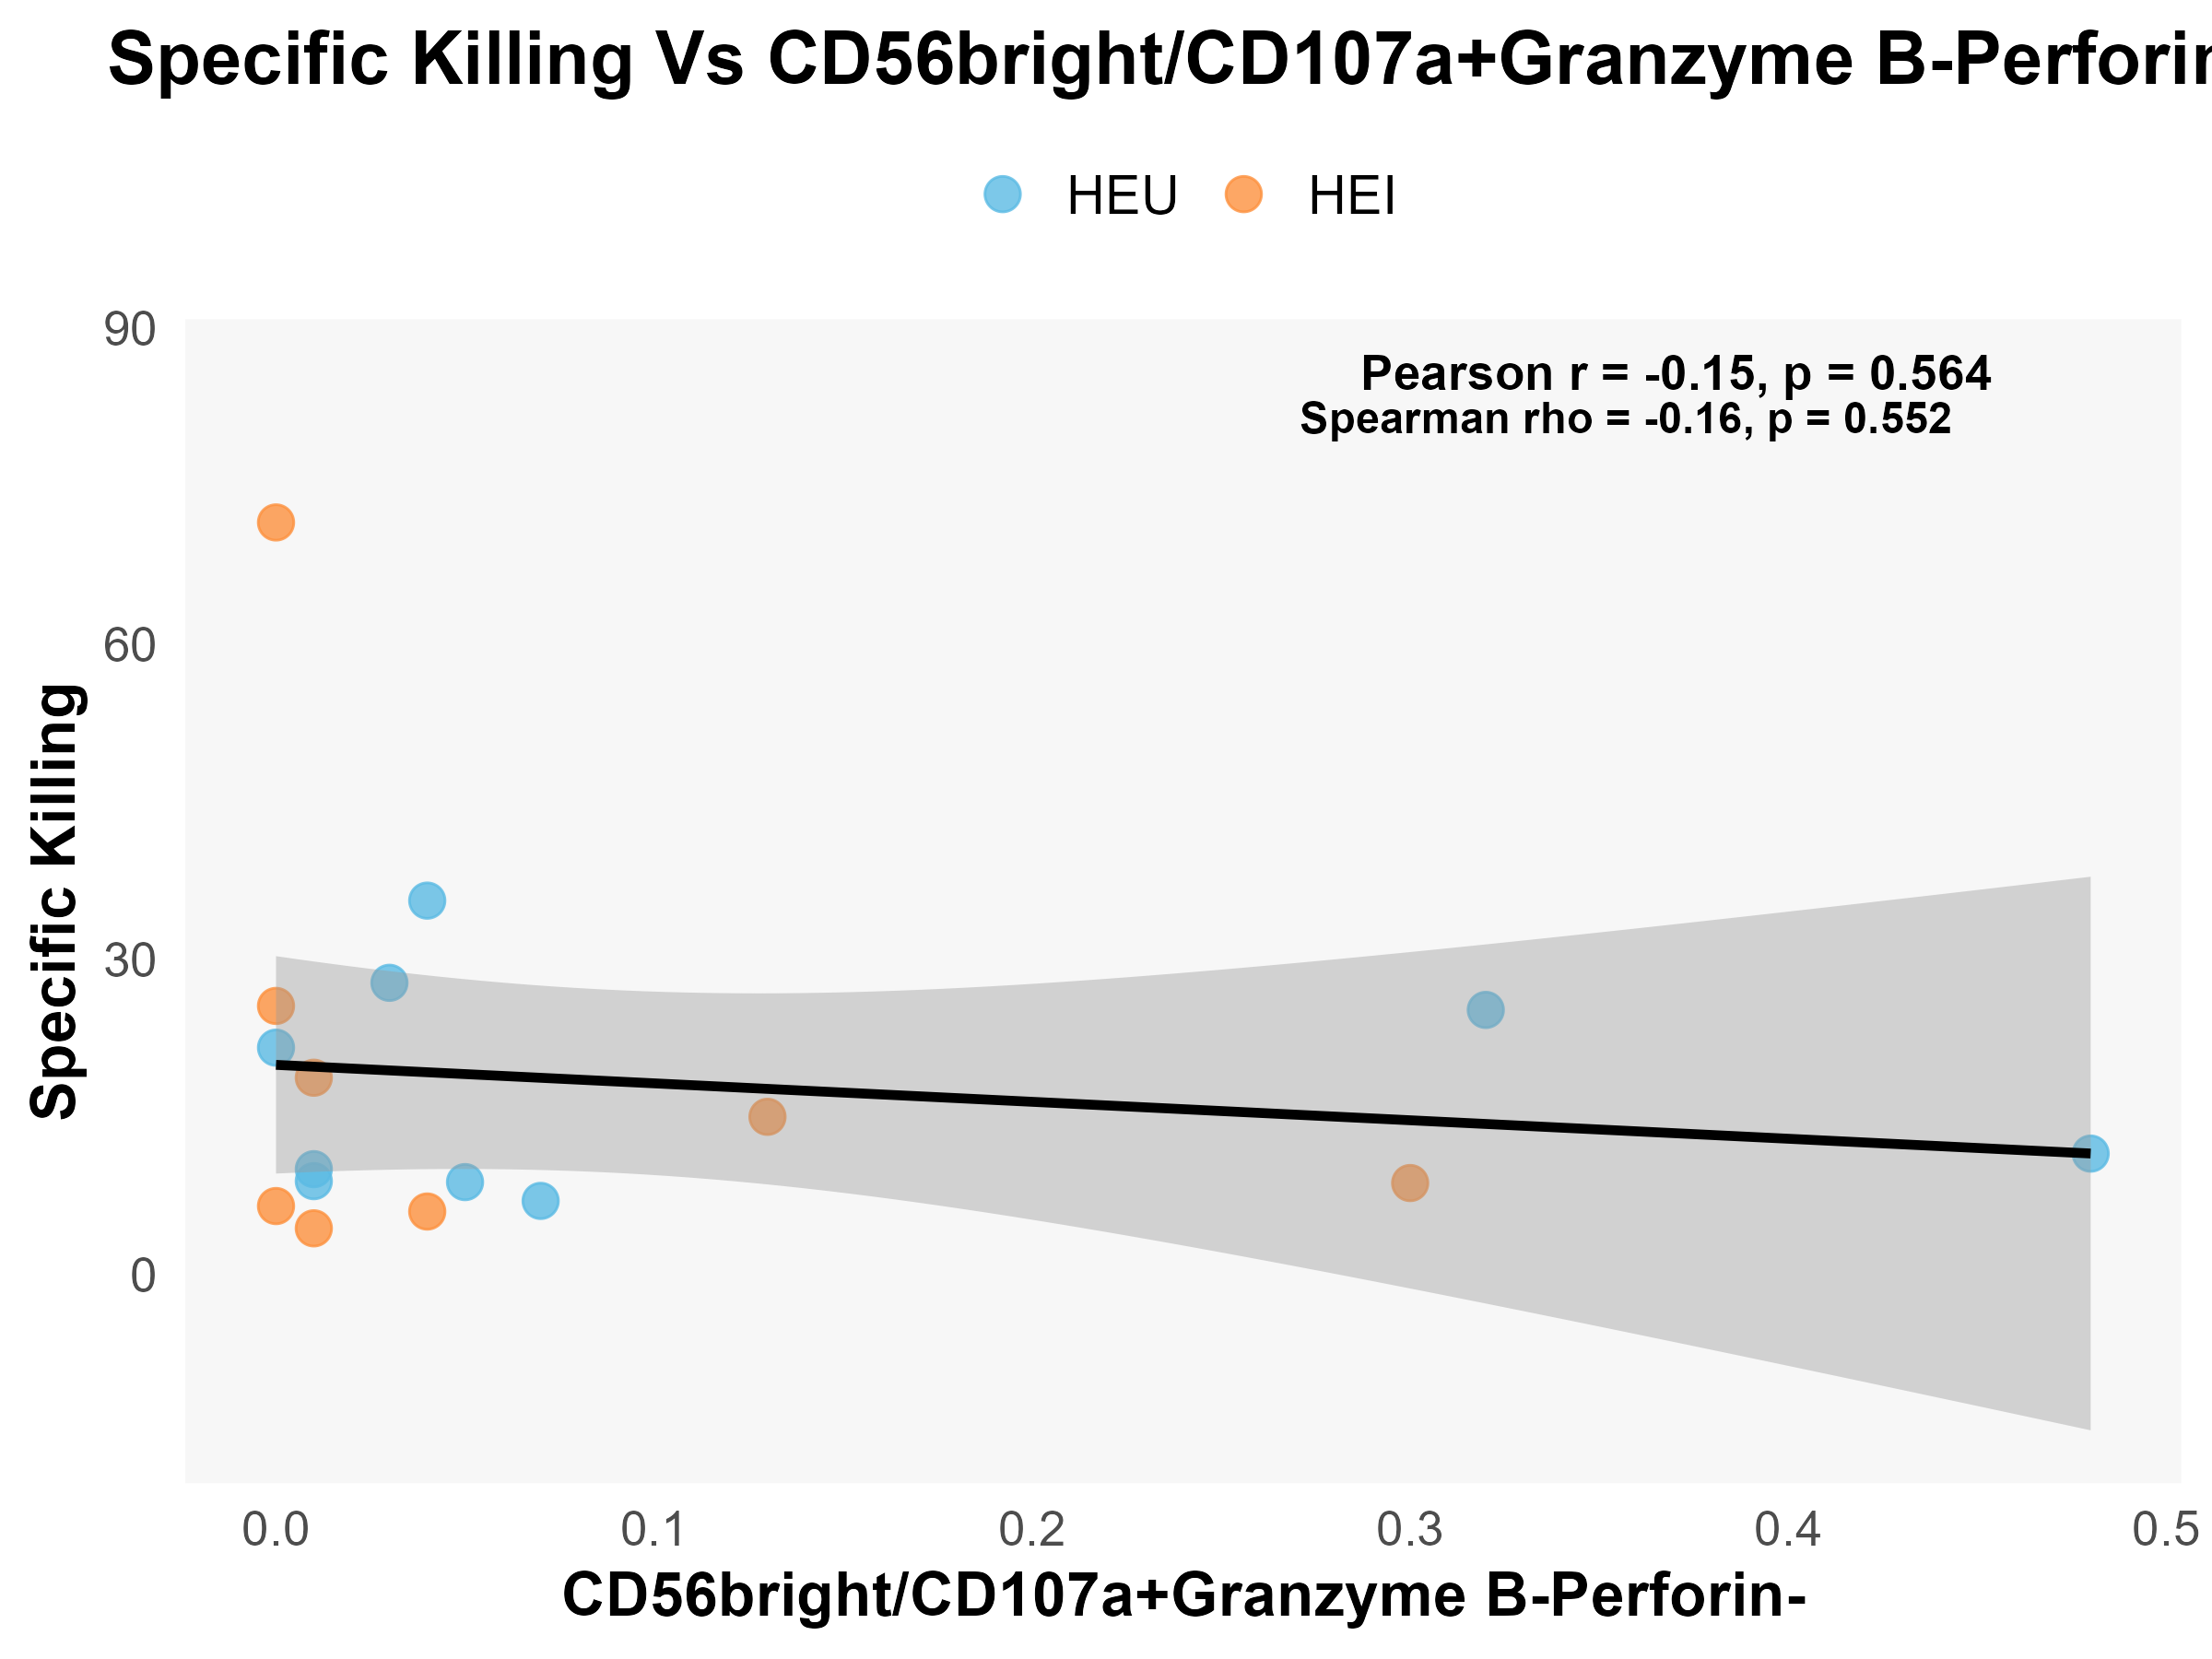 Specific Killing Vs CD56bright/CD107a+Granzyme B-Perforin
HEU HEI
90
60
30
0
Pearson r = -0.15, p = 0.564
Spearman rho = -0.16, p = 0.552
Specific Killing
0.0 0.1 0.2 0.3 0.4 0.5
CD56bright/CD107a+Granzyme B-Perforin-